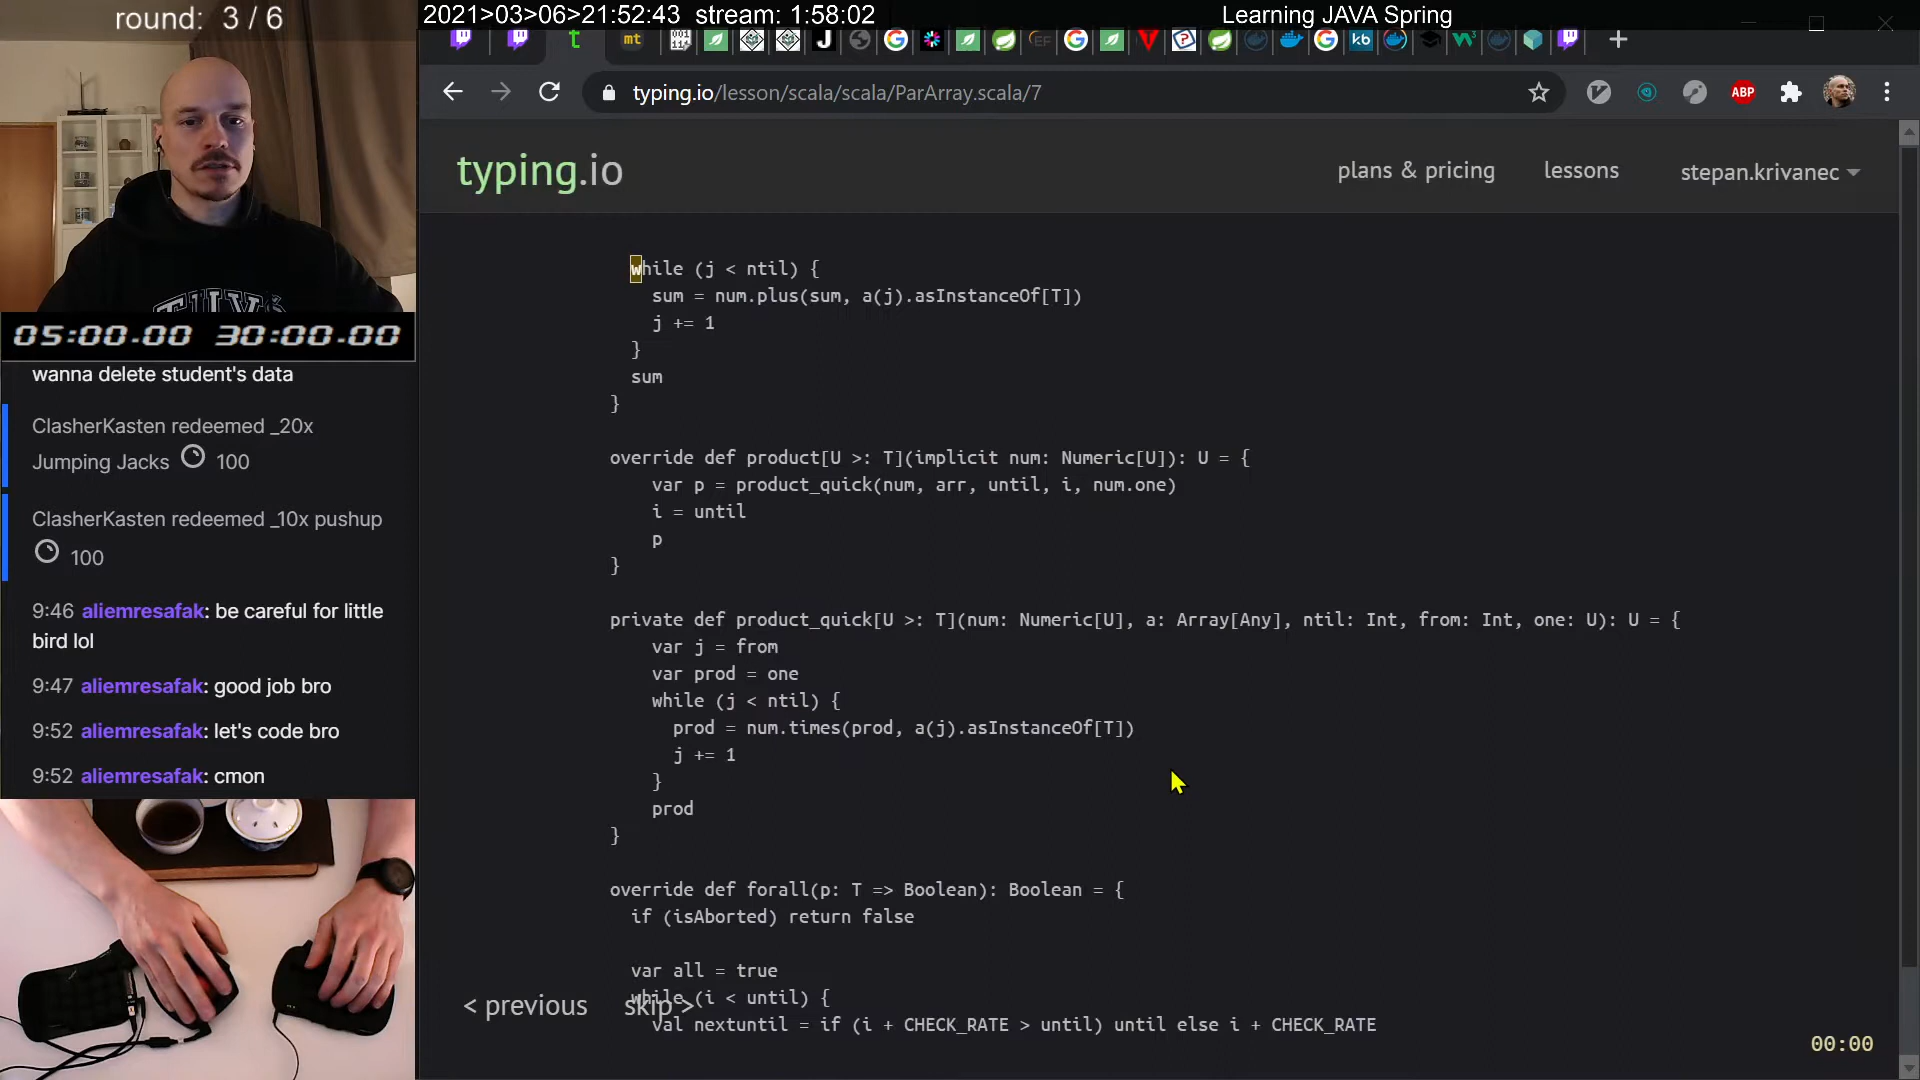 round: 3 / 6
2021>03>06>21:52:43 stream: 1:58:02
Learning JAVA Spring
typing.io/lesson/scala/scala/ParArray.scala/7
ABP
typing.io
plans & pricing
lessons
stepan.krivanec
while (j < ntil) {
sum = num.plus(sum, a(j).asInstanceOf[T])
j += 1
}
sum
}
override def product[U >: T](implicit num: Numeric[U]): U = {
var p = product_quick(num, arr, until, i, num.one)
i = until
p
}
private def product_quick[U >: T](num: Numeric[U], a: Array[Any], ntil: Int, from: Int, one: U): U = {
var j = from
var prod = one
while (j < ntil) {
prod = num.times(prod, a(j).asInstanceOf[T])
j += 1
}
prod
}
override def forall(p: T => Boolean): Boolean = {
if (isAborted) return false
var all = true
while (i < until) {
val nextuntil = if (i + CHECK_RATE > until) until else i + CHECK_RATE
< previous
skip >
00:00
05:00.00 30:00.00
wanna delete student's data
ClasherKasten redeemed _20x
Jumping Jacks 100
ClasherKasten redeemed _10x pushup
100
9:46 aliemresafak: be careful for little
bird lol
9:47 aliemresafak: good job bro
9:52 aliemresafak: let's code bro
9:52 aliemresafak: cmon